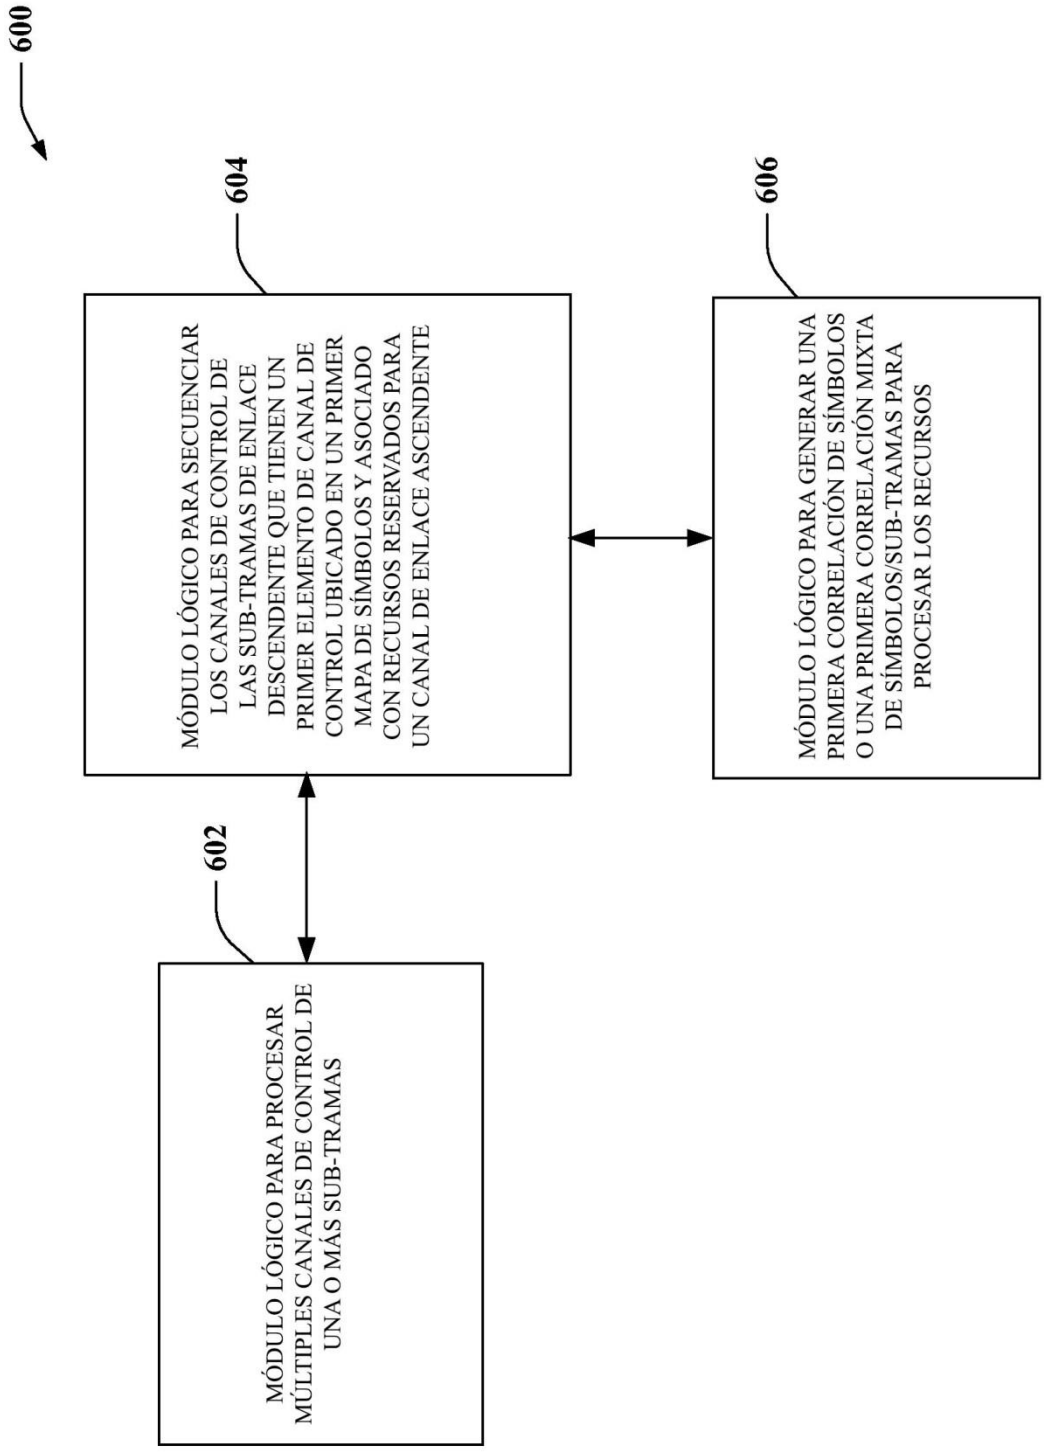 600
602
MÓDULO LÓGICO PARA PROCESAR
MÚLTIPLES CANALES DE CONTROL DE
UNA O MÁS SUB-TRAMAS
604
MÓDULO LÓGICO PARA SECUENCIAR
LOS CANALES DE CONTROL DE
LAS SUB-TRAMAS DE ENLACE
DESCENDENTE QUE TIENEN UN
PRIMER ELEMENTO DE CANAL DE
CONTROL UBICADO EN UN PRIMER
MAPA DE SÍMBOLOS Y ASOCIADO
CON RECURSOS RESERVADOS PARA
UN CANAL DE ENLACE ASCENDENTE
606
MÓDULO LÓGICO PARA GENERAR UNA
PRIMERA CORRELACIÓN DE SÍMBOLOS
O UNA PRIMERA CORRELACIÓN MIXTA
DE SÍMBOLOS/SUB-TRAMAS PARA
PROCESAR LOS RECURSOS